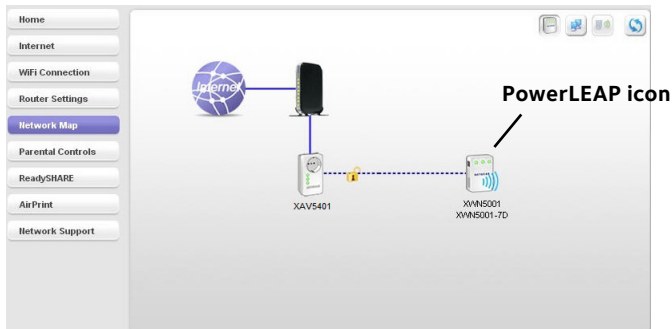 Home
Internet
WiFi Connection
Router Settings
Network Map
Parental Controls
ReadySHARE
AirPrint
Network Support
Internet
PowerLEAP icon
XAV5401
XWN5001
XWN5001-7D